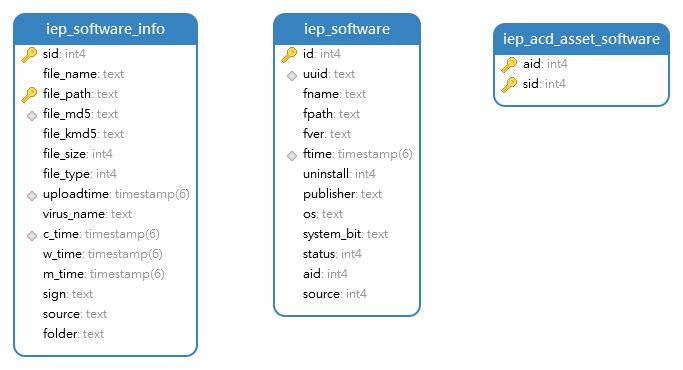 iep_software_info
sid: int4
file_name: text
file_path: text
file_md5: text
file_kmd5: text
file_size: int4
file_type: int4
uploadtime: timestamp(6)
virus_name: text
c_time: timestamp(6)
w_time: timestamp(6)
m_time: timestamp(6)
sign: text
source: text
folder: text
iep_software
id: int4
uuid: text
fname: text
fpath: text
fver: text
ftime: timestamp(6)
uninstall: int4
publisher: text
os: text
system_bit: text
status: int4
aid: int4
source: int4
iep_acd_asset_software
aid: int4
sid: int4